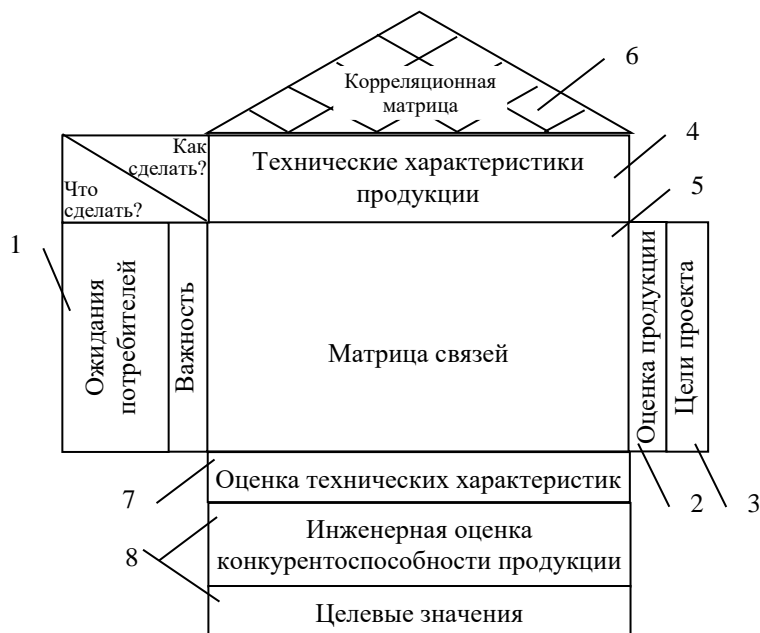 6
Корреляционная
матрица
4
Как
сделать?
Технические характеристики
продукции
Что
сделать?
5
1
Ожидания
потребителей
Важность
Матрица связей
Оценка продукции
Цели проекта
7
Оценка технических характеристик
2
3
8
Инженерная оценка
конкурентоспособности продукции
Целевые значения